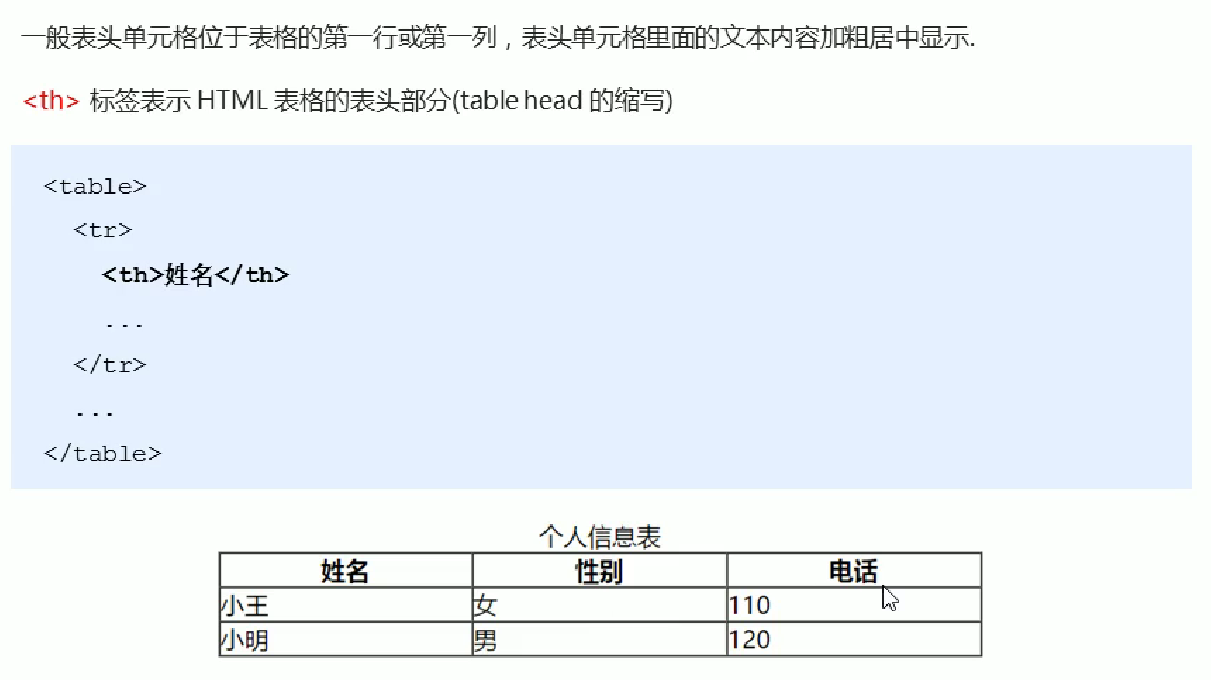 一般表头单元格位于表格的第一行或第一列，表头单元格里面的文本内容加粗居中显示.
<th> 标签表示 HTML 表格的表头部分(table head 的缩写)
<table>
<tr>
<th>姓名</th>
...
</tr>
...
</table>
个人信息表
姓名 性别 电话
小王 女 110
小明 男 120